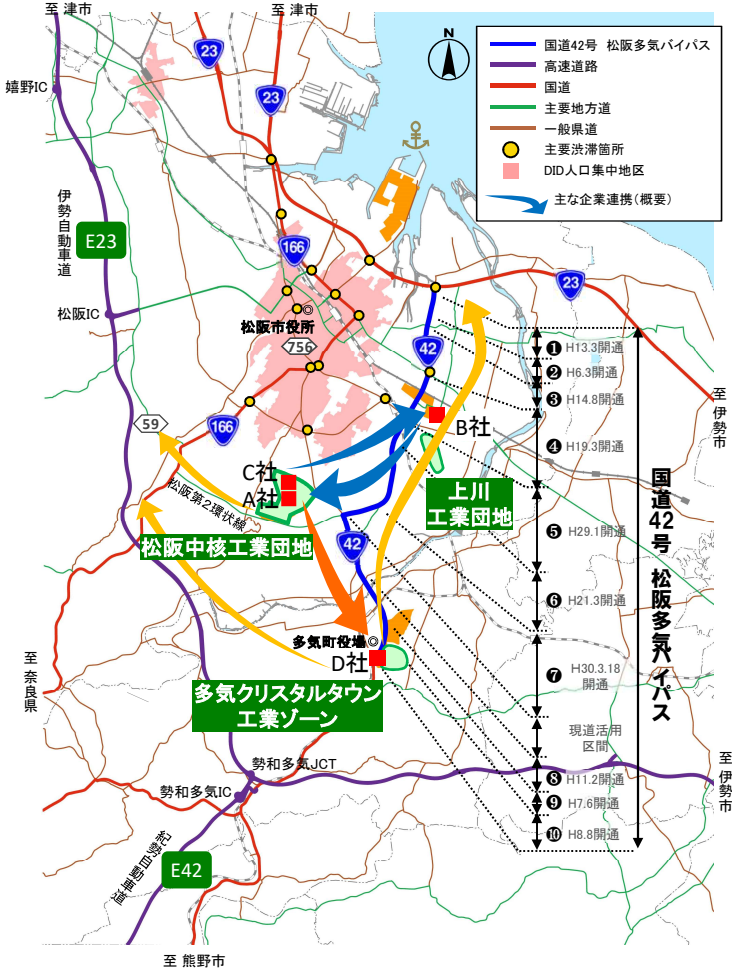 至 津市
至 津市
23
嬉野IC
23
N
国道42号 松阪多気バイパス
高速道路
国道
主要地方道
一般県道
主要渋滞箇所
DID人口集中地区
主な企業連携(概要)
伊勢自動車道
E23
166
23
松阪IC
松阪市役所
756
42
❶ H13.3開通
❷ H6.3開通
❸ H14.8開通
❹ H19.3開通
❺ H29.1開通
❻ H21.3開通
❼ H30.3.18
開通
現道活用
区間
❽ H11.2開通
❾ H7.6開通
❿ H8.8開通
国道42号 松阪多気バイパス
至 伊勢市
59
166
B社
C社
A社
松阪第2環状線
上川
工業団地
松阪中核工業団地
42
多気町役場
D社
多気クリスタルタウン
工業ゾーン
至 奈良県
勢和多気JCT
至 伊勢市
勢和多気IC
紀勢自動車道
E42
至 熊野市